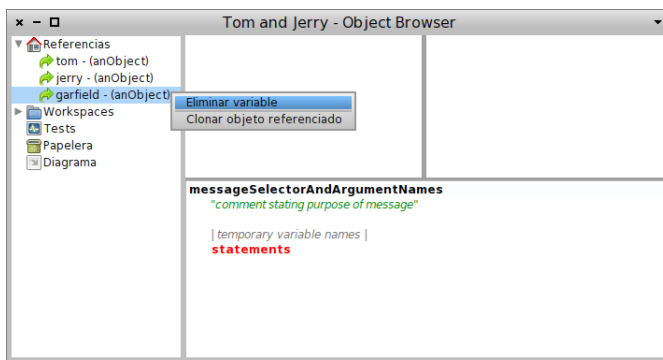 Tom and Jerry - Object Browser
Referencias
tom - (anObject)
jerry - (anObject)
garfield - (anObject)
Eliminar variable
Clonar objeto referenciado
Workspaces
Tests
Papelera
Diagrama
messageSelectorAndArgumentNames
"comment stating purpose of message"
| temporary variable names |
statements